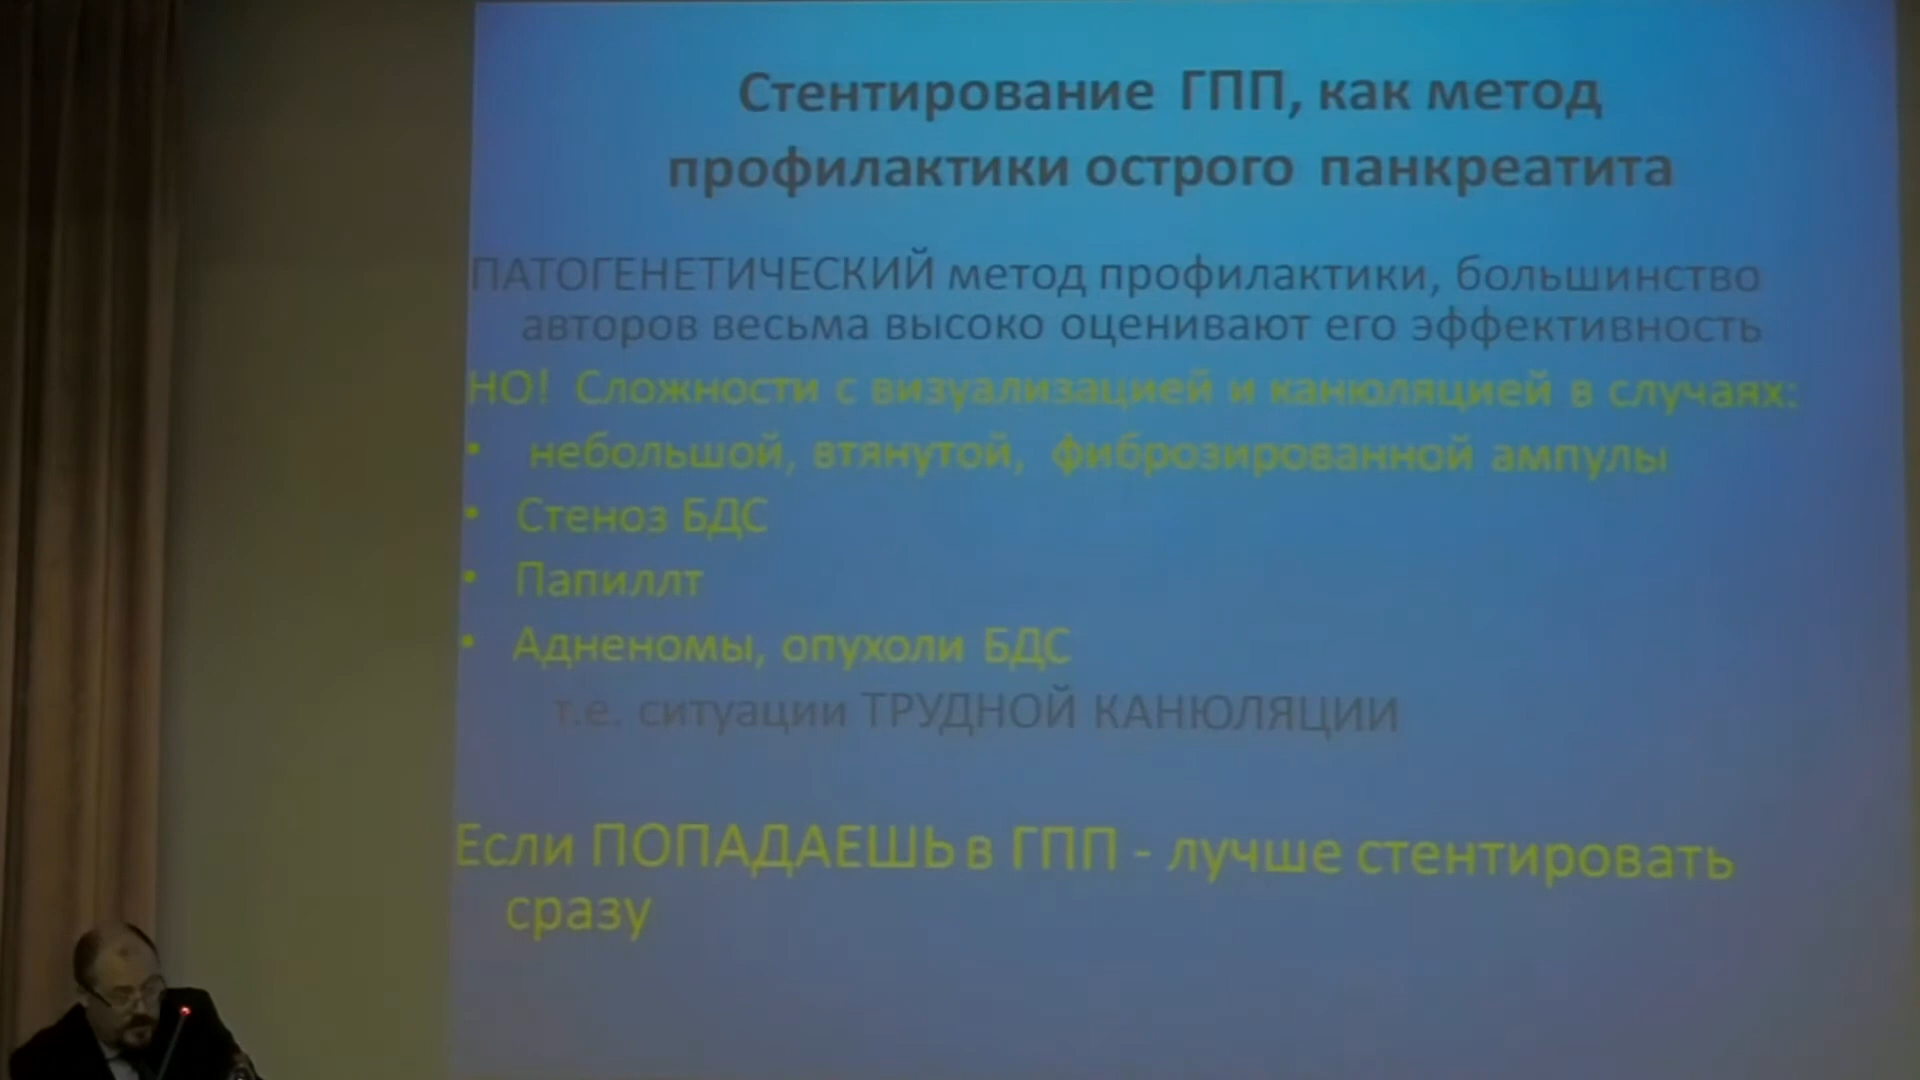 Стентирование ГПП, как метод
профилактики острого панкреатита
ПАТОГЕНЕТИЧЕСКИЙ метод профилактики, большинство
авторов весьма высоко оценивают его эффективность
НО! Сложности с визуализацией и канюляцией в случаях:
• небольшой, втянутой, фиброзированной ампулы
• Стеноз БДС
• Папиллт
• Адненомы, опухоли БДС
т.е. ситуации ТРУДНОЙ КАНЮЛЯЦИИ
Если ПОПАДАЕШЬ в ГПП - лучше стентировать
сразу